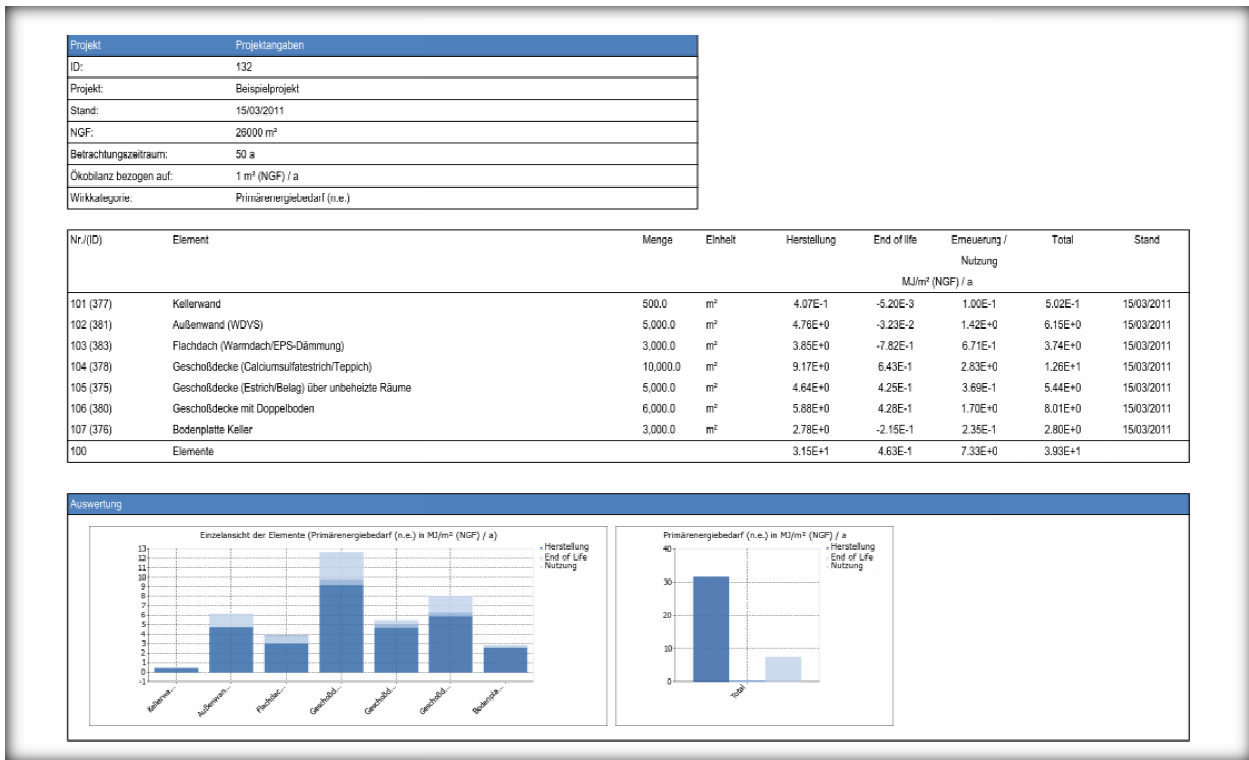 Projekt Projektangaben
ID: 132
Projekt: Beispielprojekt
Stand: 15/03/2011
NGF: 26000 m²
Betrachtungszeitraum: 50 a
Ökobilanz bezogen auf: 1 m² (NGF) / a
Wirkkategorie: Primärenergiebedarf (n.e.)
Nr./(ID) Element Menge Einheit Herstellung End of life Erneuerung / Total Stand
Nutzung
MJ/m² (NGF) / a
101 (377) Kellerwand 500.0 m² 4.07E-1 -5.20E-3 1.00E-1 5.02E-1 15/03/2011
102 (381) Außenwand (WDVS) 5,000.0 m² 4.76E+0 -3.23E-2 1.42E+0 6.15E+0 15/03/2011
103 (383) Flachdach (Warmdach/EPS-Dämmung) 3,000.0 m² 3.85E+0 -7.82E-1 6.71E-1 3.74E+0 15/03/2011
104 (378) Geschoßdecke (Calciumsulfatestrich/Teppich) 10,000.0 m² 9.17E+0 6.43E-1 2.83E+0 1.26E+1 15/03/2011
105 (375) Geschoßdecke (Estrich/Belag) über unbeheizte Räume 5,000.0 m² 4.64E+0 4.25E-1 3.69E-1 5.44E+0 15/03/2011
106 (380) Geschoßdecke mit Doppelboden 6,000.0 m² 5.88E+0 4.28E-1 1.70E+0 8.01E+0 15/03/2011
107 (376) Bodenplatte Keller 3,000.0 m² 2.78E+0 -2.15E-1 2.35E-1 2.80E+0 15/03/2011
100 Elemente 3.15E+1 4.63E-1 7.33E+0 3.93E+1
Auswertung
Einzelansicht der Elemente (Primärenergiebedarf (n.e.) in MJ/m² (NGF) / a)
13
12
11
10
9
8
7
6
5
4
3
2
1
0
-1
Herstellung
End of Life
Nutzung
Kellerwa...
Außenwan...
Flachdac...
Geschoßd...
Geschoßd...
Geschoßd...
Bodenpla...
Primärenergiebedarf (n.e.) in MJ/m² (NGF) / a
40
30
20
10
0
Herstellung
End of Life
Nutzung
Total